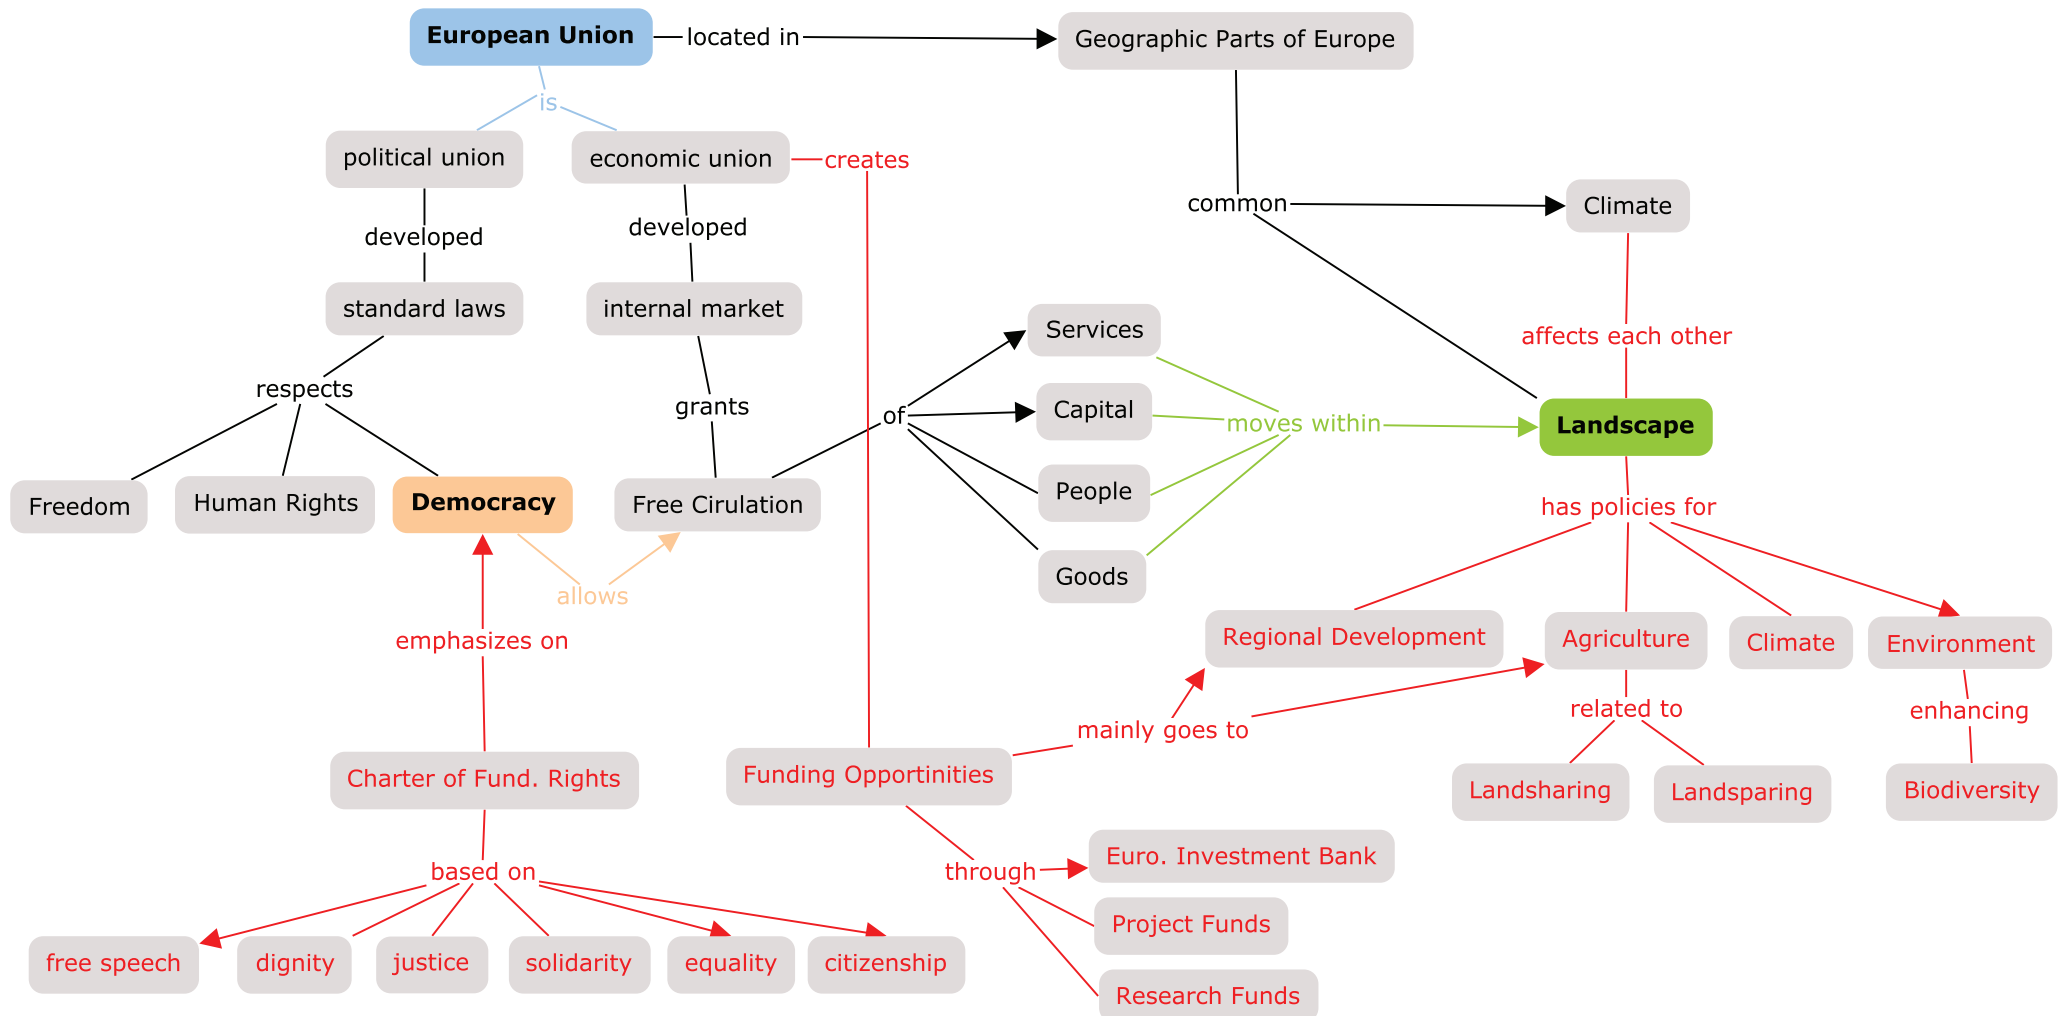 European Union
located in
Geographic Parts of Europe
is
political union
economic union
creates
common
Climate
developed
developed
standard laws
internal market
Services
affects each other
respects
grants
of
Capital
moves within
Landscape
Freedom
Human Rights
Democracy
Free Cirulation
People
has policies for
Goods
allows
emphasizes on
Regional Development
Agriculture
Climate
Environment
mainly goes to
related to
enhancing
Charter of Fund. Rights
Funding Opportinities
Landsharing
Landsparing
Biodiversity
based on
through
Euro. Investment Bank
Project Funds
free speech
dignity
justice
solidarity
equality
citizenship
Research Funds